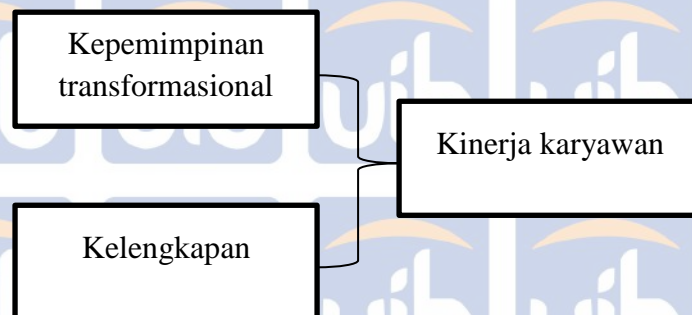 Kepemimpinan
transformasional
Kinerja karyawan
Kelengkapan